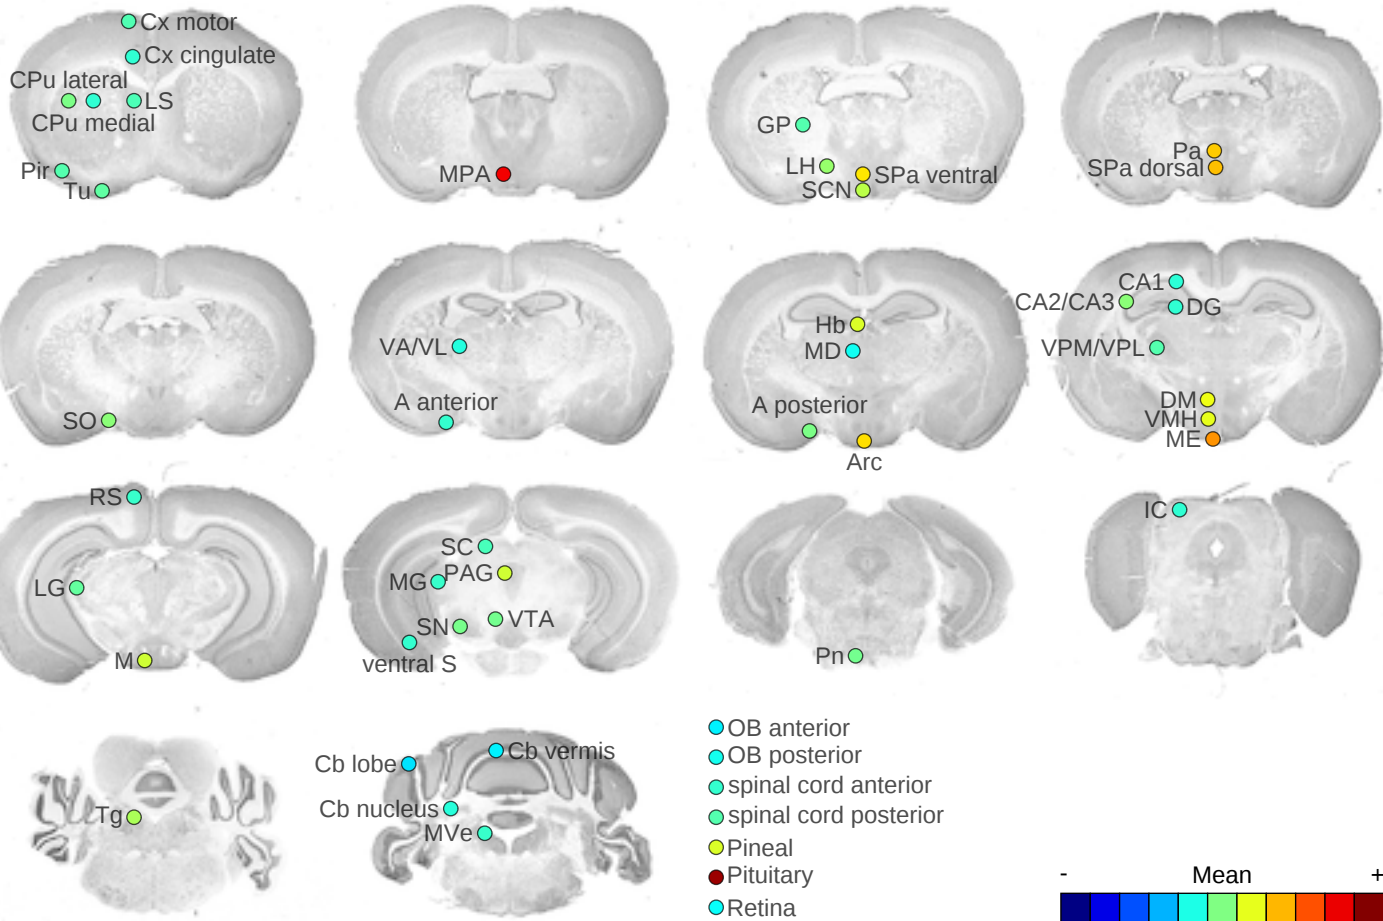 Cx motor
Cx cingulate
CPu lateral
LS
CPu medial
Pir
Tu
MPA
GP
LH
SPa ventral
SCN
Pa
SPa dorsal
SO
VA/VL
A anterior
Hb
MD
A posterior
Arc
CA1
CA2/CA3
DG
VPM/VPL
DM
VMH
ME
RS
LG
M
SC
MG
PAG
SN
VTA
ventral S
Pn
IC
Tg
Cb lobe
Cb vermis
Cb nucleus
MVe
OB anterior
OB posterior
spinal cord anterior
spinal cord posterior
Pineal
Pituitary
Retina
- Mean +